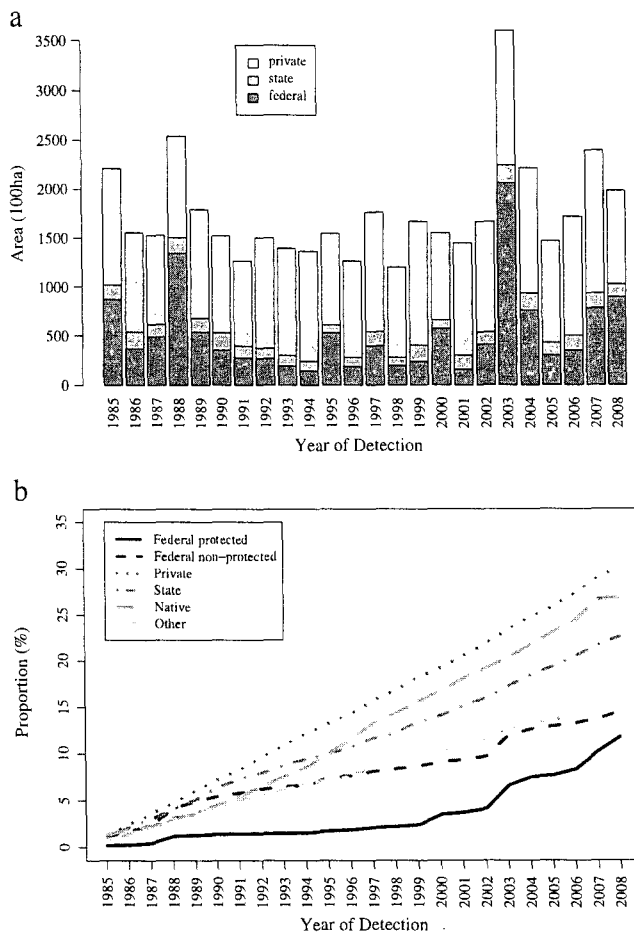 a
3500
3000
2500
2000
1500
1000
500
0
Area (100ha)
private
state
federal
1985 1986 1987 1988 1989 1990 1991 1992 1993 1994 1995 1996 1997 1998 1999 2000 2001 2002 2003 2004 2005 2006 2007 2008
Year of Detection
b
35
30
25
20
15
10
5
0
Proportion (%)
Federal protected
Federal non-protected
Private
State
Native
Other
1985 1986 1987 1988 1989 1990 1991 1992 1993 1994 1995 1996 1997 1998 1999 2000 2001 2002 2003 2004 2005 2006 2007 2008
Year of Detection